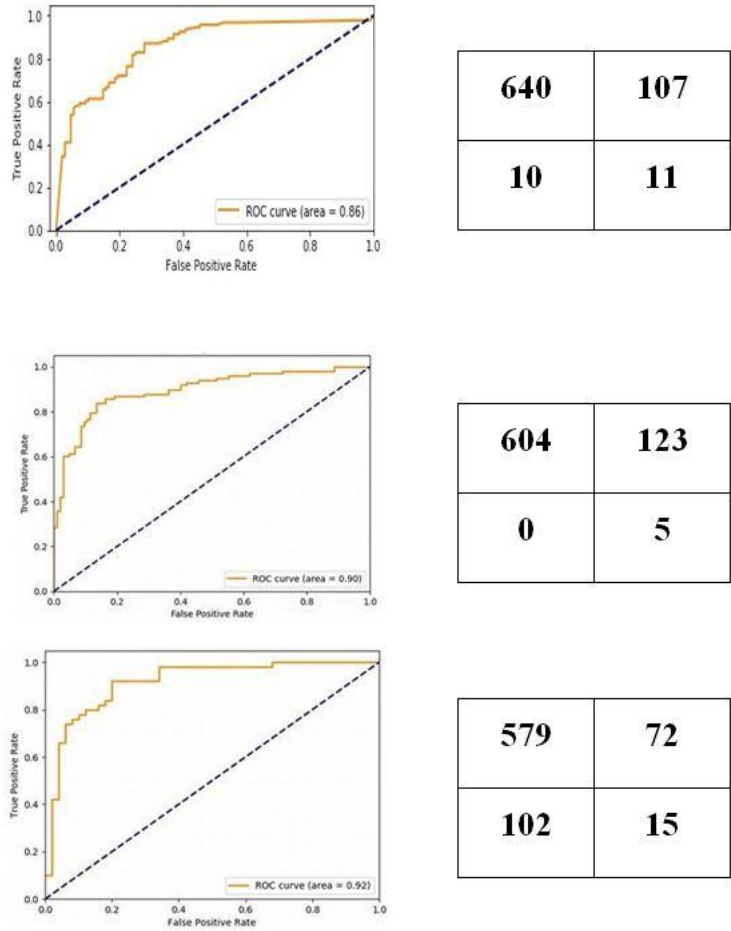 1.0
0.8
0.6
0.4
0.2
0.0
True Positive Rate
ROC curve (area = 0.86)
0.0 0.2 0.4 0.6 0.8 1.0
False Positive Rate
640 107
10 11
1.0
0.8
0.6
0.4
0.2
0.0
True Positive Rate
ROC curve (area = 0.90)
0.0 0.2 0.4 0.6 0.8 1.0
False Positive Rate
604 123
0 5
1.0
0.8
0.6
0.4
0.2
0.0
True Positive Rate
ROC curve (area = 0.92)
0.0 0.2 0.4 0.6 0.8 1.0
False Positive Rate
579 72
102 15